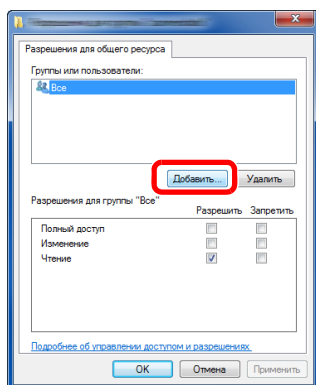 Разрешения для общего ресурса
Группы или пользователи:
Все
Добавить... Удалить
Разрешения для группы "Все"
Разрешить Запретить
Полный доступ
Изменение
Чтение
Подробнее об управлении доступом и разрешениях.
OK Отмена Применить